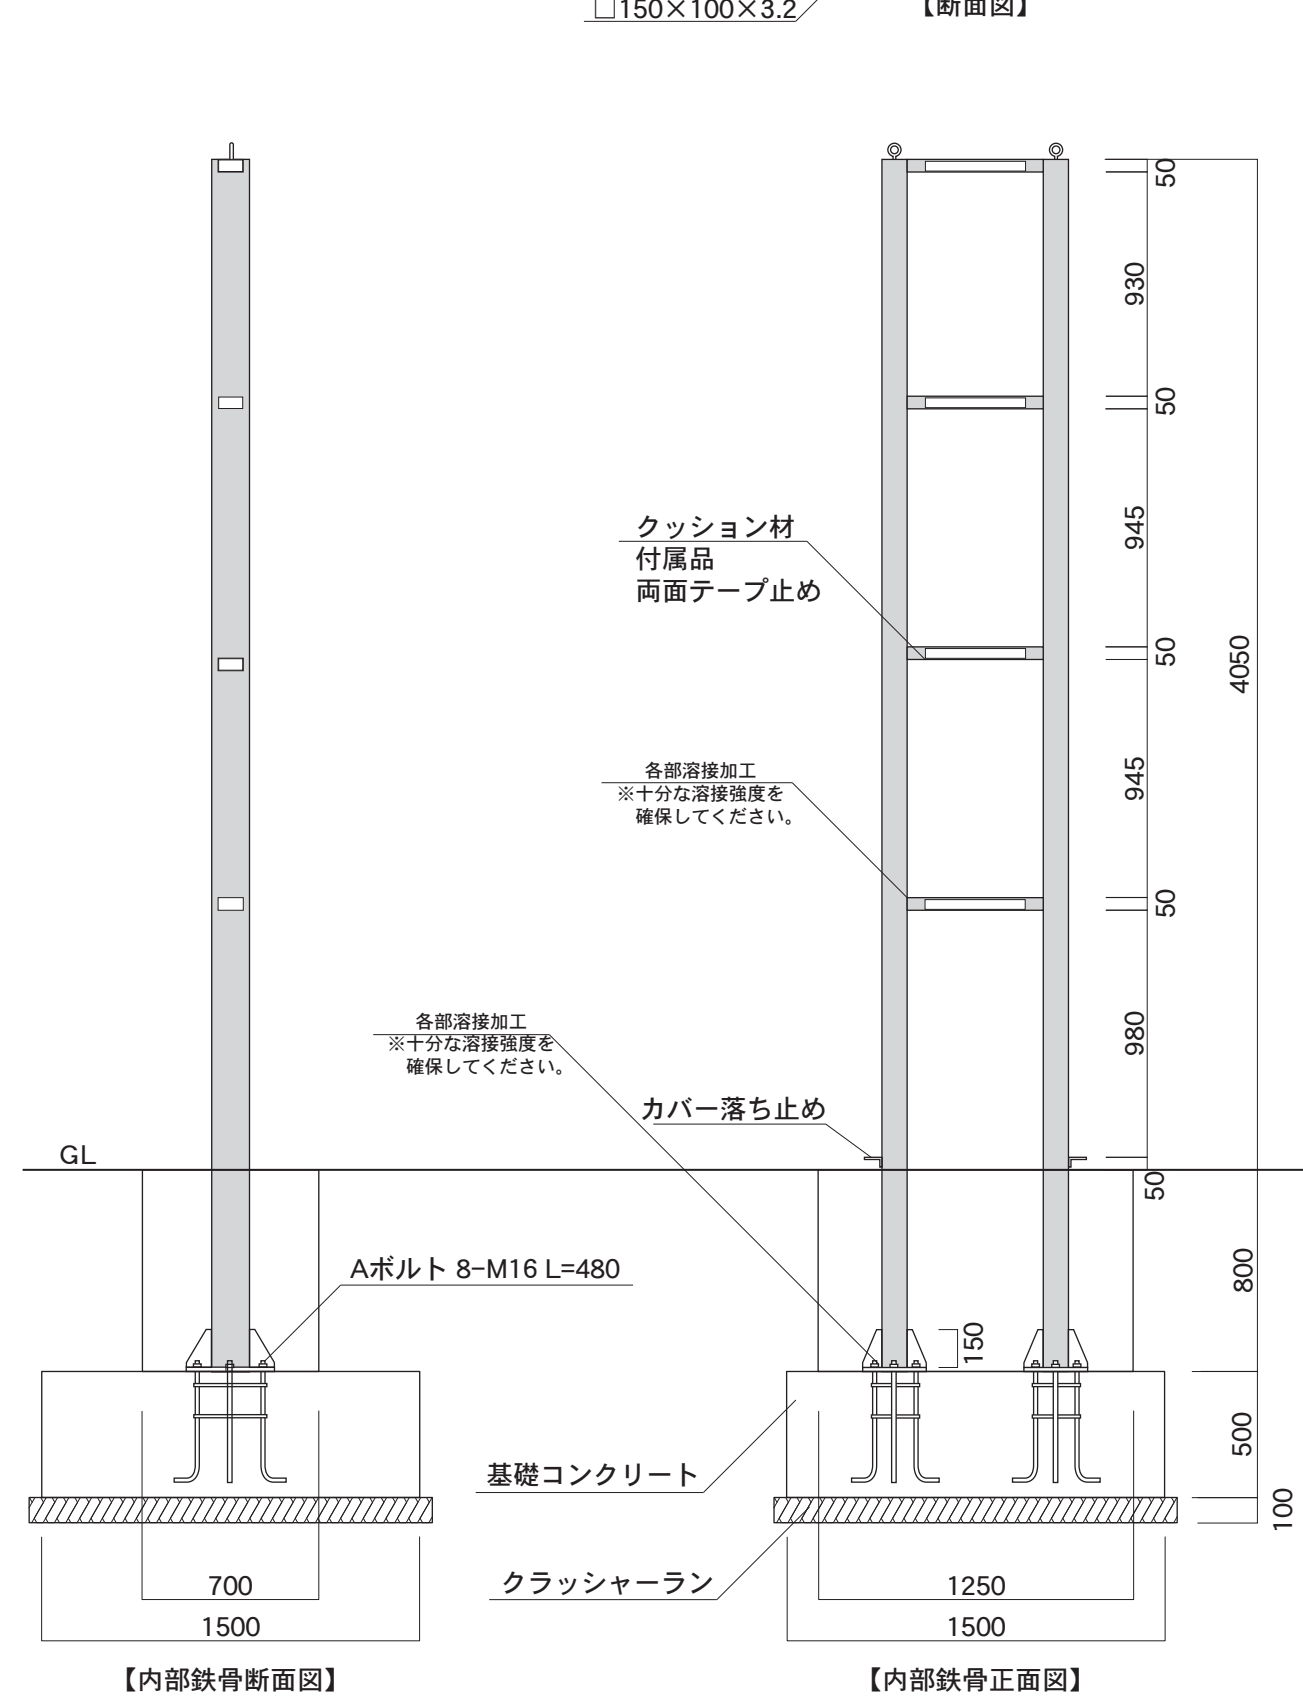 □150×100×3.2
【断面図】
50
930
50
クッション材
付属品
両面テープ止め
945
50
4050
各部溶接加工
※十分な溶接強度を
確保してください。
945
50
各部溶接加工
※十分な溶接強度を
確保してください。
980
カバー落ち止め
GL
50
Aボルト 8-M16 L=480
800
150
基礎コンクリート
500
100
クラッシャーラン
700
1500
1250
1500
【内部鉄骨断面図】
【内部鉄骨正面図】